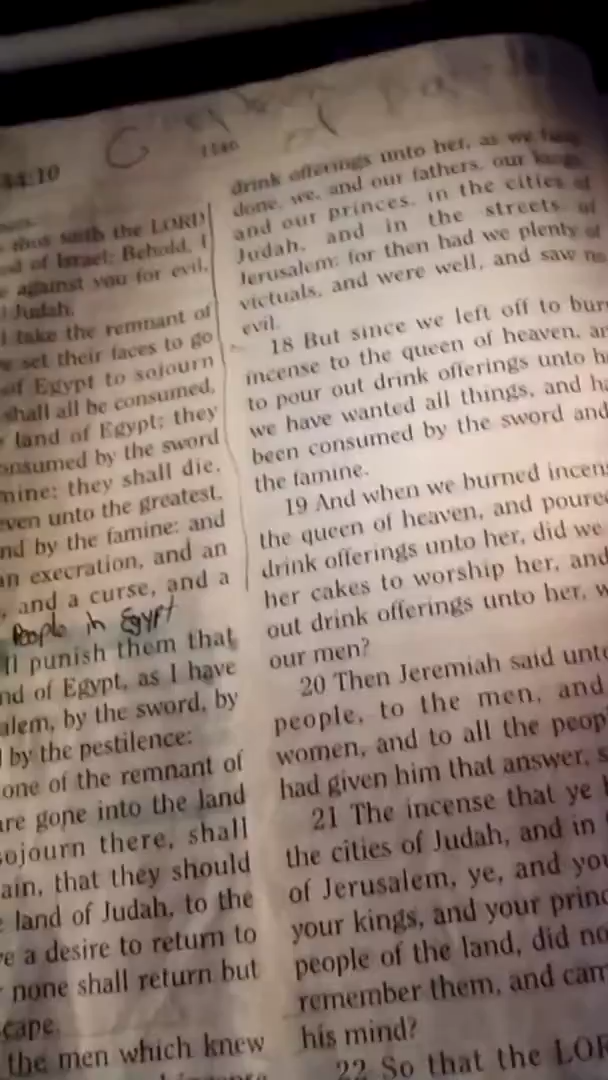 44:10
thus saith the LORD
of Israel; Behold, I
against you for evil,
Judah.
I take the remnant of
set their faces to go
of Egypt to sojourn
shall all be consumed,
land of Egypt; they
onsumed by the sword
mine: they shall die,
even unto the greatest,
nd by the famine: and
an execration, and an
, and a curse, and a
People in Egypt
ll punish them that
nd of Egypt, as I have
alem, by the sword, by
by the pestilence:
one of the remnant of
are gone into the land
sojourn there, shall
ain, that they should
land of Judah, to the
e a desire to return to
none shall return but
cape.
the men which knew
drink offerings unto her, as we
done, we, and our fathers, our kings
and our princes, in the cities of
Judah, and in the streets of
Jerusalem: for then had we plenty of
victuals, and were well, and saw no
evil.
18 But since we left off to burn
incense to the queen of heaven, an
to pour out drink offerings unto h
we have wanted all things, and ha
been consumed by the sword and
the famine.
19 And when we burned incens
the queen of heaven, and poured
drink offerings unto her, did we
her cakes to worship her, and
out drink offerings unto her, w
our men?
20 Then Jeremiah said unto
people, to the men, and
women, and to all the peop
had given him that answer, s
21 The incense that ye b
the cities of Judah, and in
of Jerusalem, ye, and you
your kings, and your princ
people of the land, did no
remember them, and cam
his mind?
22 So that the LOR